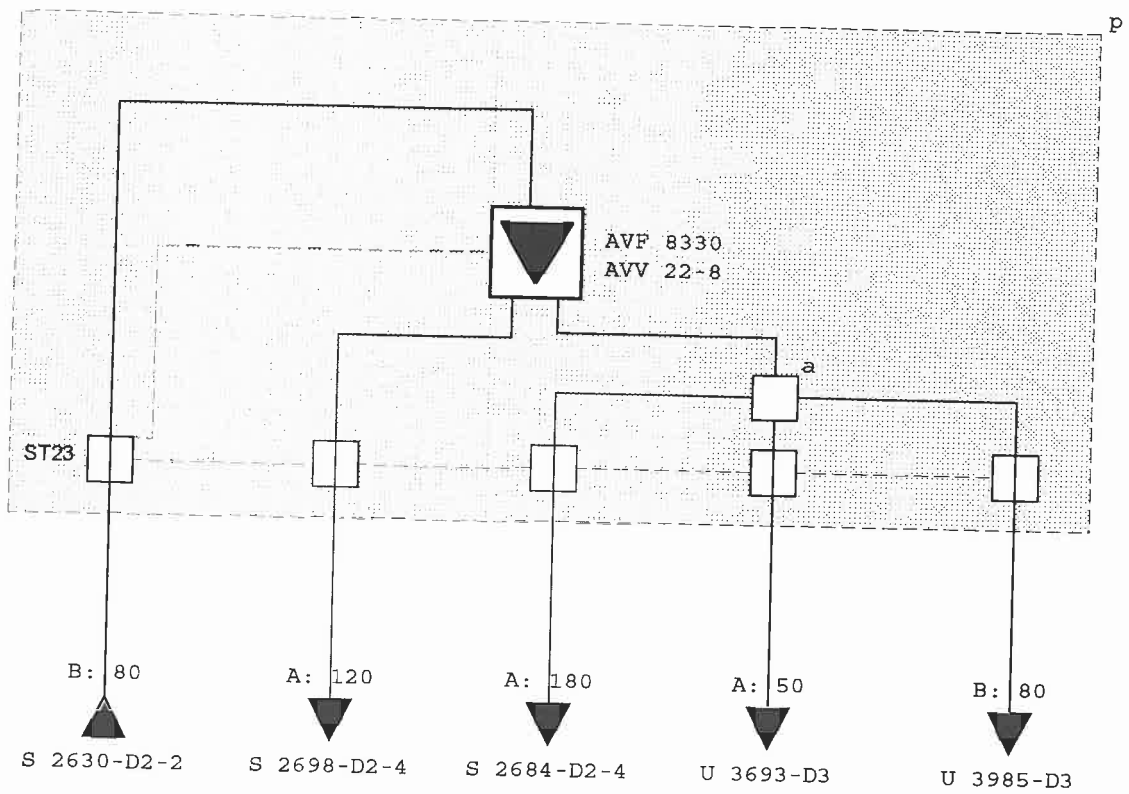 p
AVF 8330
AVV 22-8
a
ST23
B: 80
A: 120
A: 180
A: 50
B: 80
S 2630-D2-2
S 2698-D2-4
S 2684-D2-4
U 3693-D3
U 3985-D3